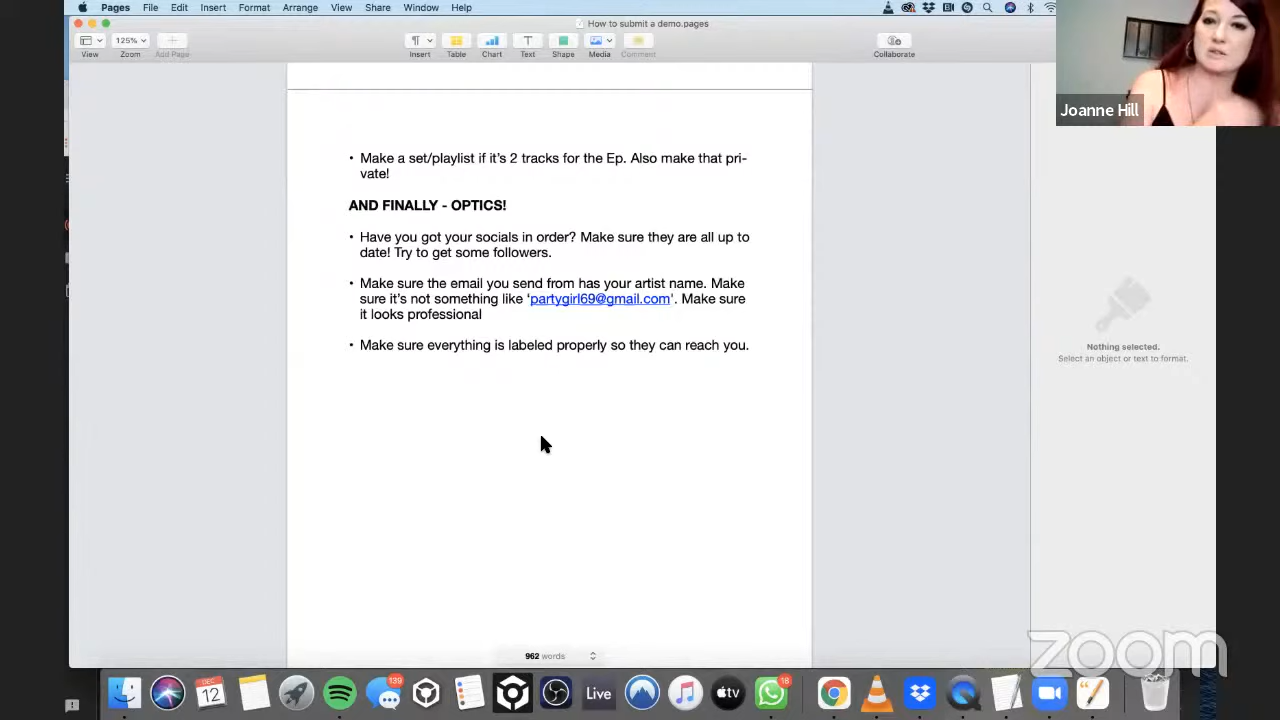 Pages File Edit Insert Format Arrange View Share Window Help
How to submit a demo.pages
125%
View Zoom Add Page Insert Table Chart Text Shape Media Comment Collaborate
Joanne Hill
• Make a set/playlist if it's 2 tracks for the Ep. Also make that pri-
vate!
AND FINALLY - OPTICS!
• Have you got your socials in order? Make sure they are all up to
date! Try to get some followers.
• Make sure the email you send from has your artist name. Make
sure it's not something like 'partygirl69@gmail.com'. Make sure
it looks professional
• Make sure everything is labeled properly so they can reach you.
Nothing selected.
Select an object or text to format.
962 words
zoom
DEC
12
139
Live
tv
18